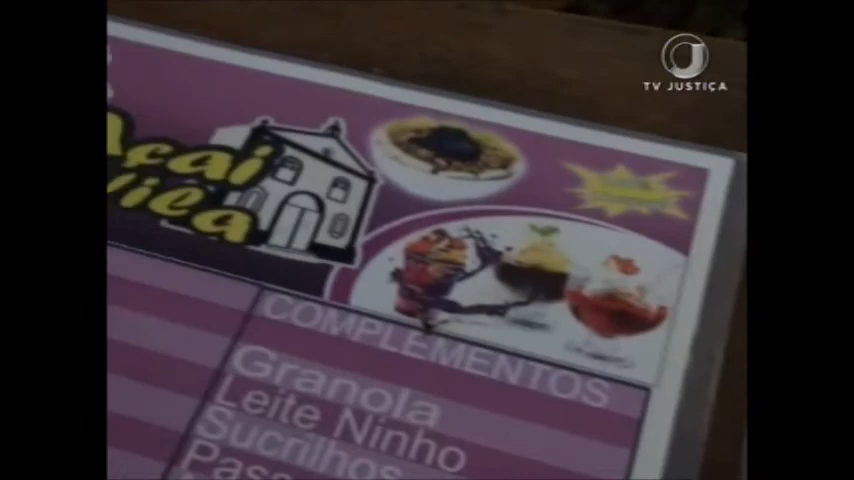 TV JUSTIÇA
Açai
COMPLEMENTOS
Granola
Leite Ninho
Sucrilhos